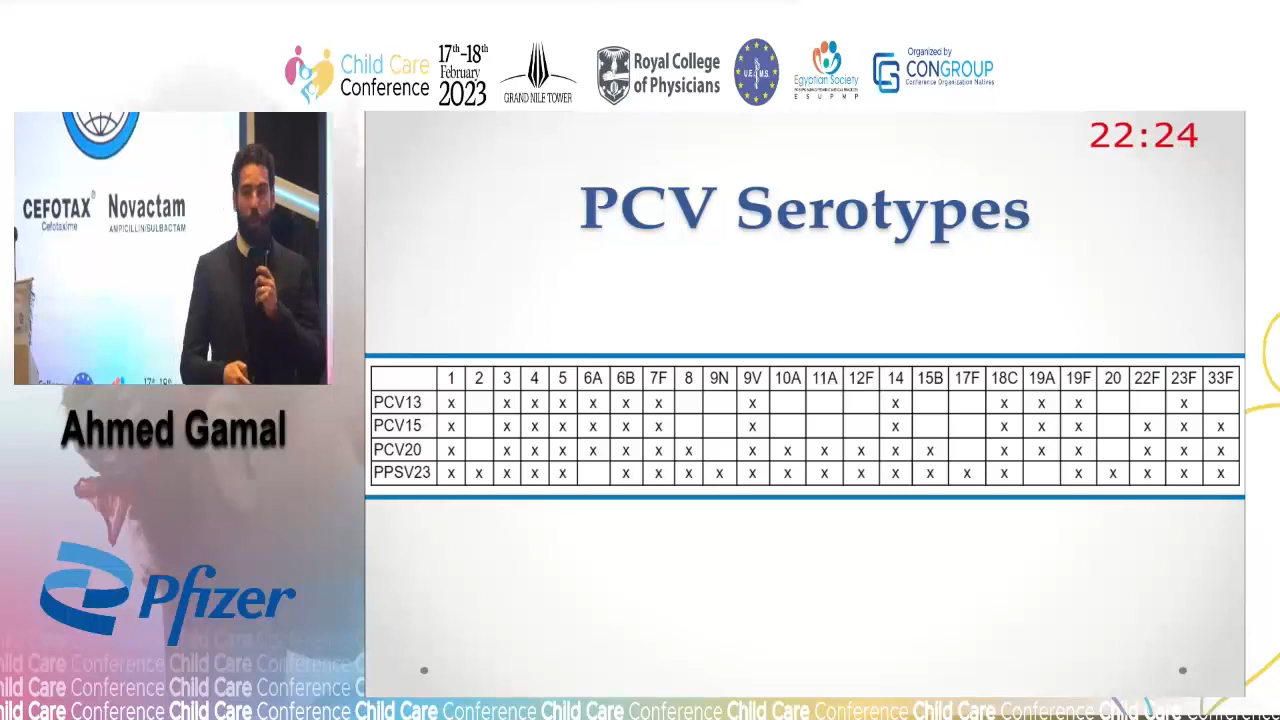 Child Care
Conference
17th-18th
February
2023
GRAND NILE TOWER
Royal College
of Physicians
U.E.M.S.
Egyptian Society
E S U P M P
Organized by
CONGROUP
Conference Organization Natives
22:24
CEFOTAX®
Cefotaxime
Novactam
AMPICILLIN/SULBACTAM
PCV Serotypes
1 2 3 4 5 6A 6B 7F 8 9N 9V 10A 11A 12F 14 15B 17F 18C 19A 19F 20 22F 23F 33F
PCV13 x x x x x x x x x x x x x
PCV15 x x x x x x x x x x x x x x x
PCV20 x x x x x x x x x x x x x x x x x x x x
PPSV23 x x x x x x x x x x x x x x x x x x x x x x
Ahmed Gamal
Pfizer
Child Care Conference Child Care Conference
Child Care Conference Child Care Conference
Child Care Conference Child Care Conference Child Care Conference Child Care Conference Child Care Conference Child Care Conference Child Care Conference